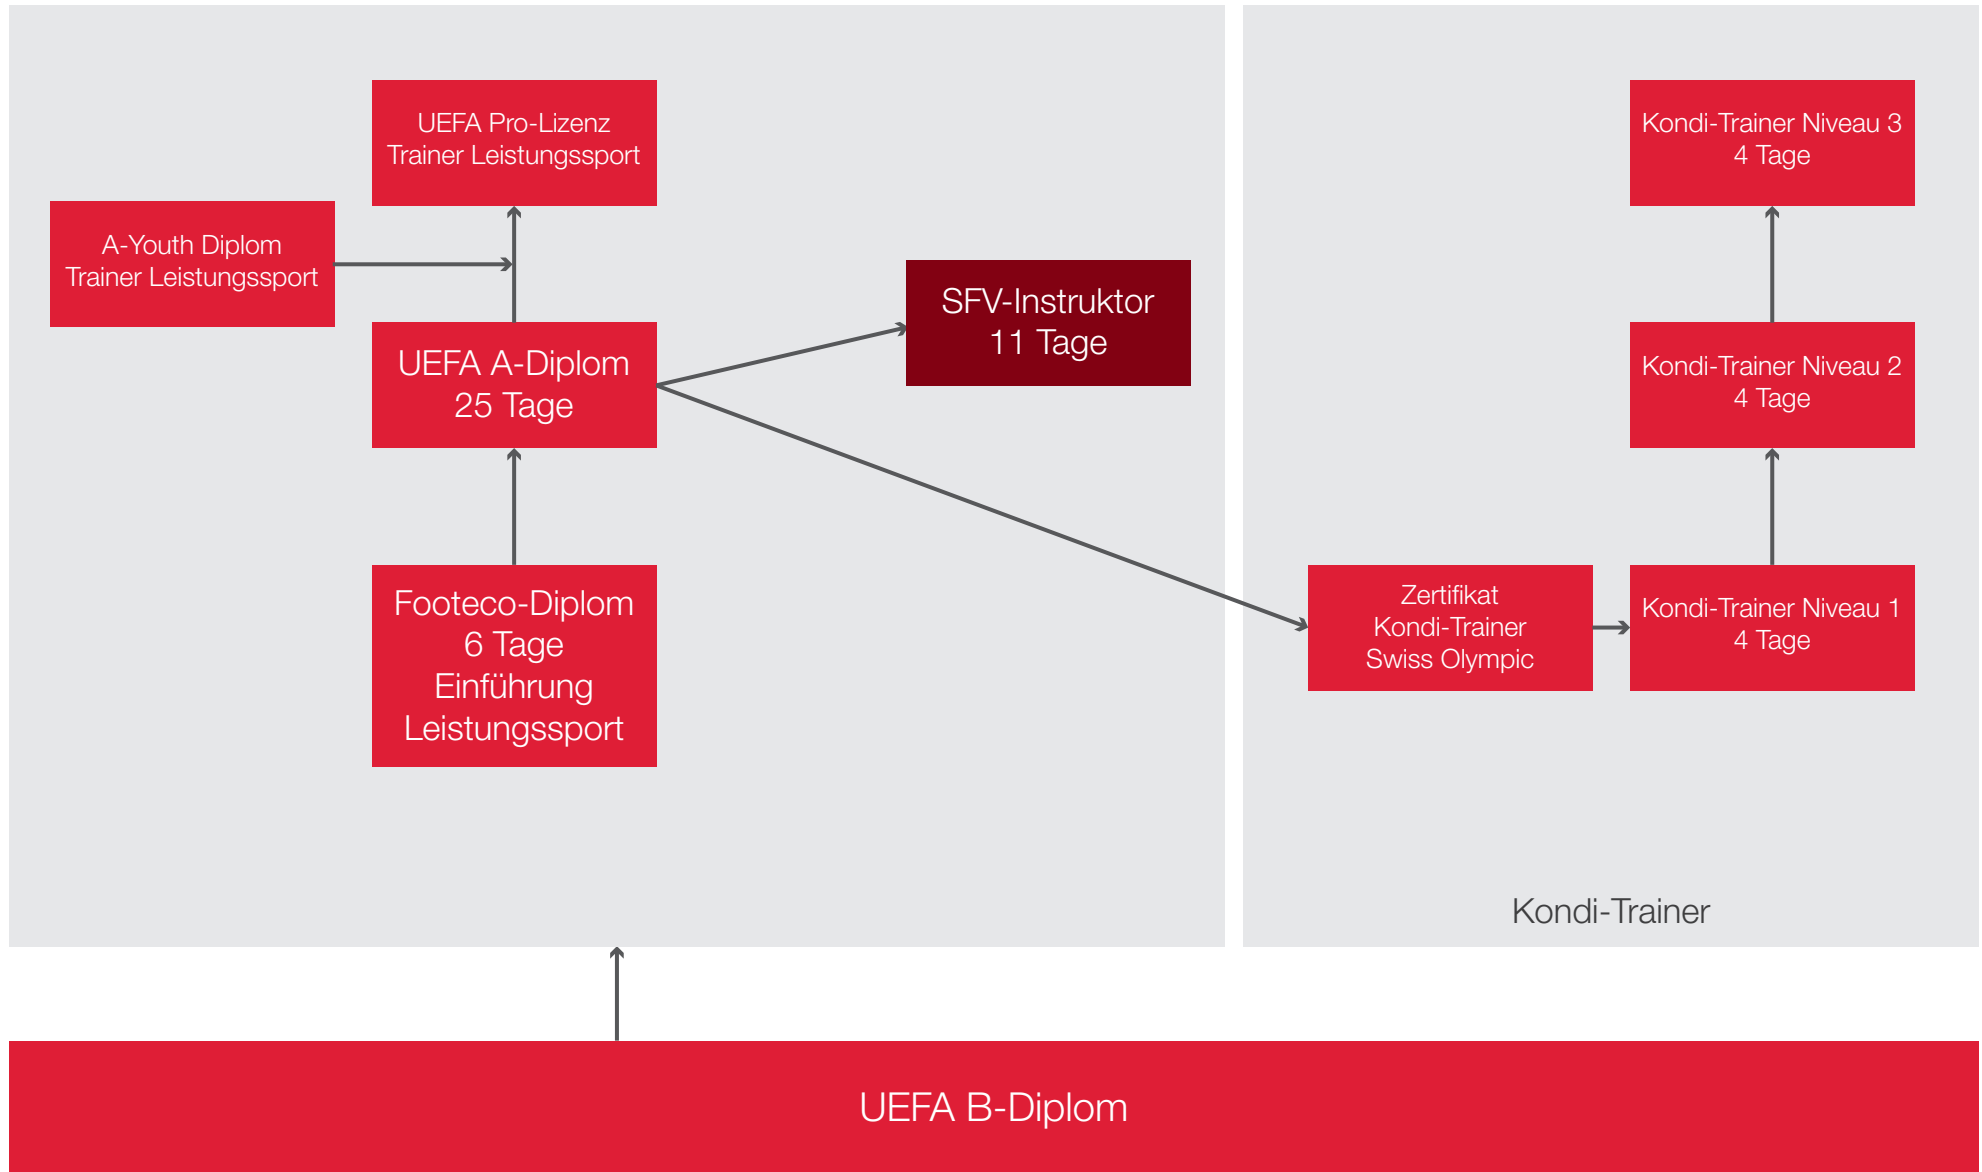 UEFA Pro-Lizenz
Trainer Leistungssport
A-Youth Diplom
Trainer Leistungssport
UEFA A-Diplom
25 Tage
SFV-Instruktor
11 Tage
Footeco-Diplom
6 Tage
Einführung
Leistungssport
Kondi-Trainer Niveau 3
4 Tage
Kondi-Trainer Niveau 2
4 Tage
Zertifikat
Kondi-Trainer
Swiss Olympic
Kondi-Trainer Niveau 1
4 Tage
Kondi-Trainer
UEFA B-Diplom